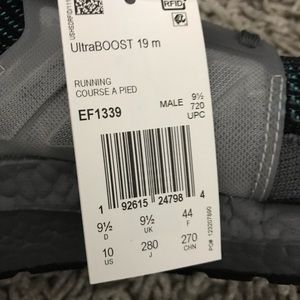 RFID
UltraBOOST 19 m
RUNNING
COURSE A PIED
EF1339
MALE 9½
720
UPC
1 92615 24798 4
9½ 9½ 44
D UK F
10 280 270
US J CHN